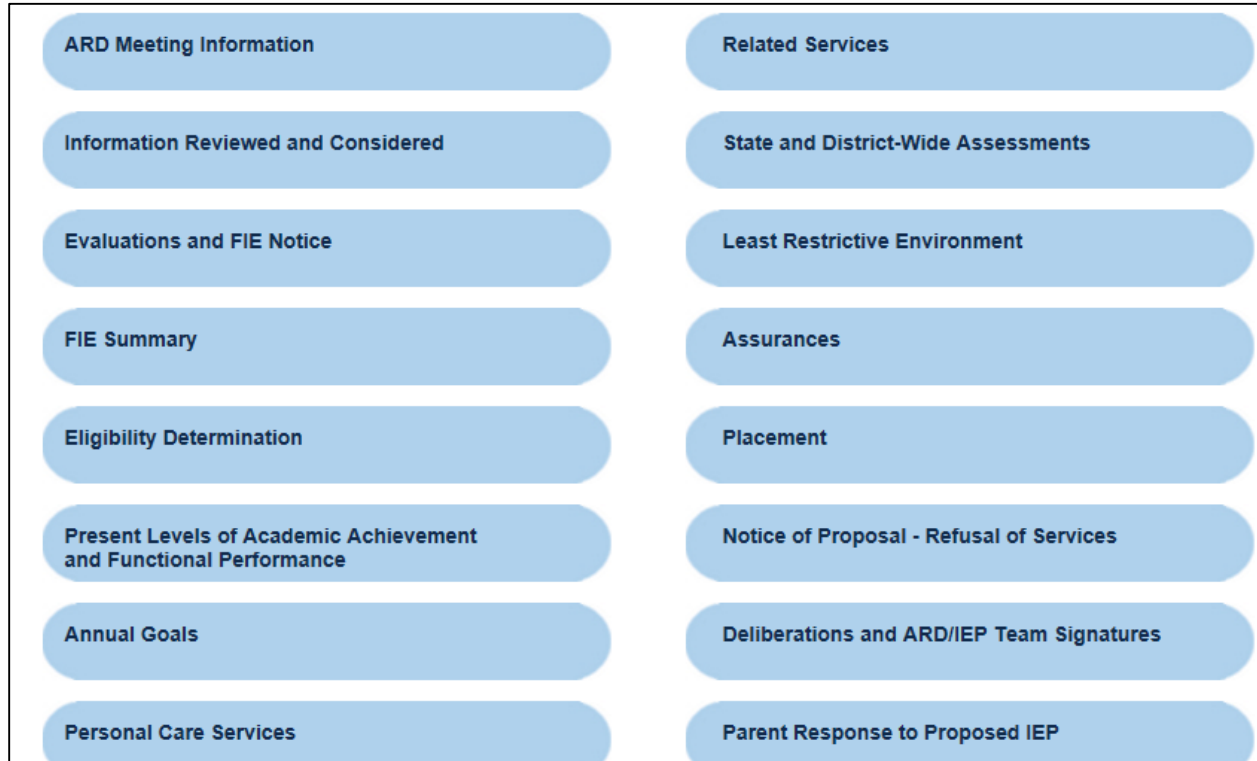 ARD Meeting Information
Information Reviewed and Considered
Evaluations and FIE Notice
FIE Summary
Eligibility Determination
Present Levels of Academic Achievement
and Functional Performance
Annual Goals
Personal Care Services
Related Services
State and District-Wide Assessments
Least Restrictive Environment
Assurances
Placement
Notice of Proposal - Refusal of Services
Deliberations and ARD/IEP Team Signatures
Parent Response to Proposed IEP